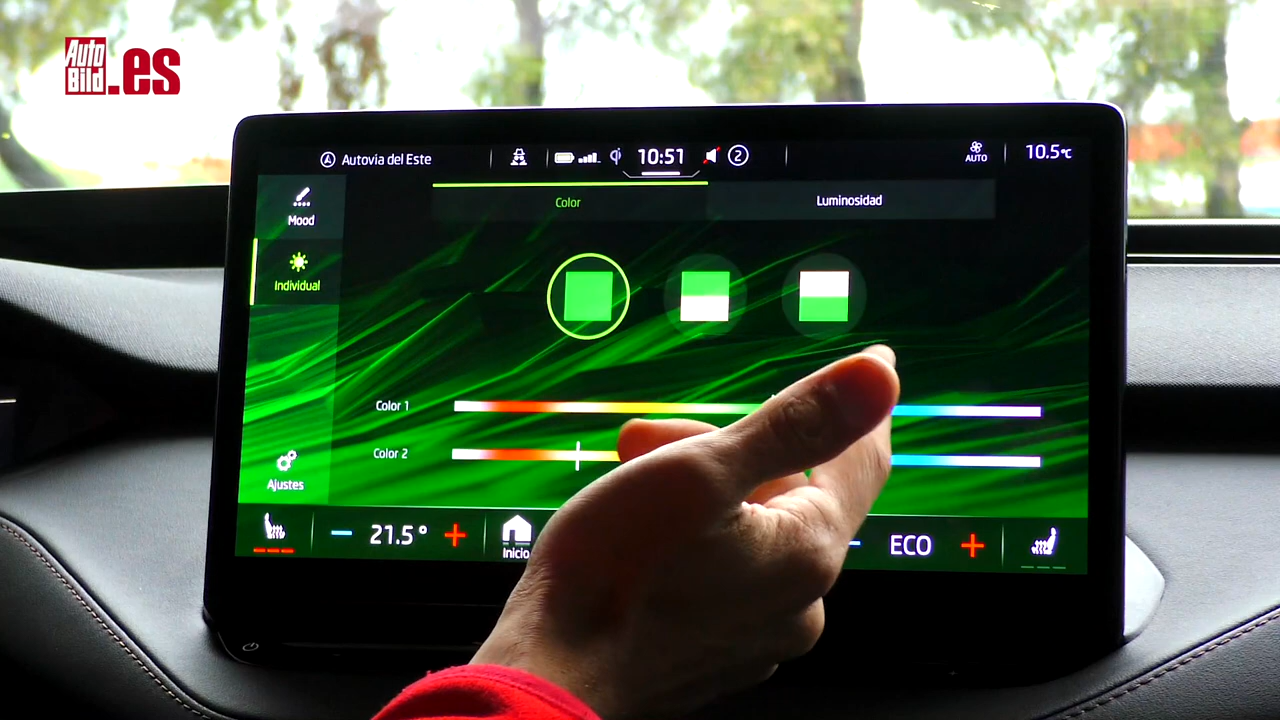 Auto
Bild
.es
Autovia del Este
10:51
2
AUTO
10.5°C
Mood
Color
Luminosidad
Individual
Color 1
Color 2
Ajustes
21.5°
Inicio
ECO